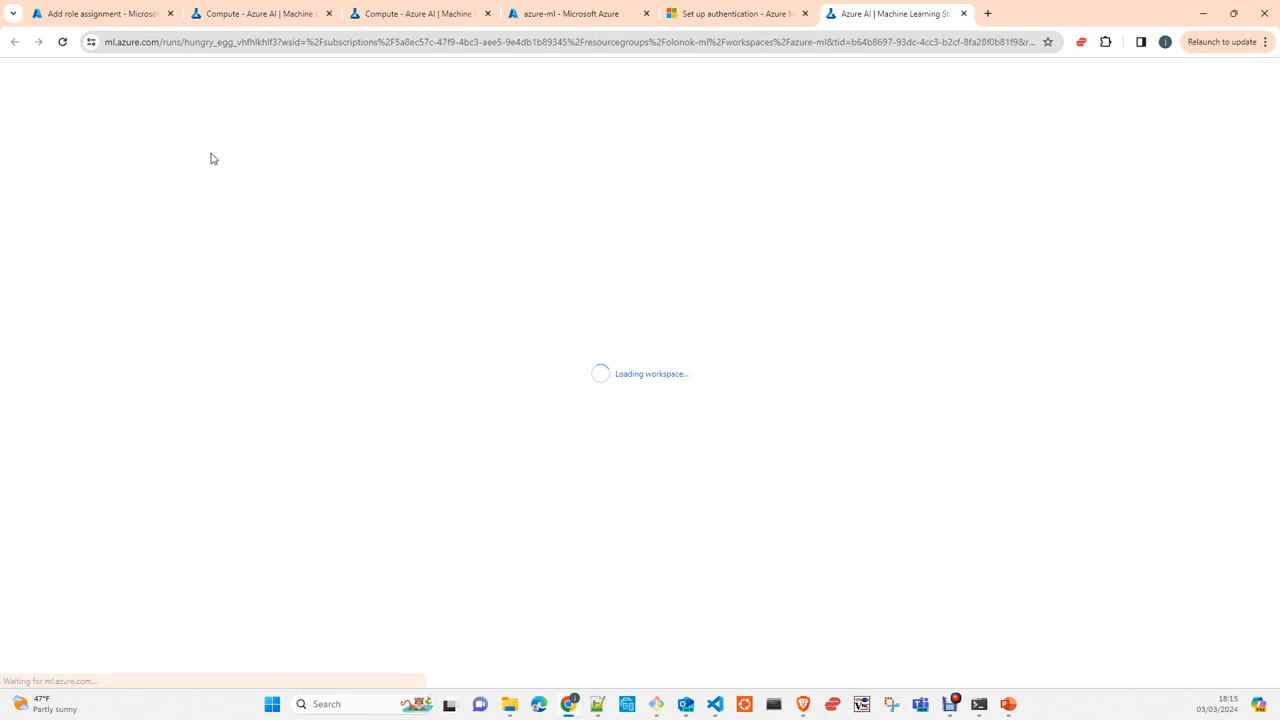 Add role assignment - Microsof
Compute - Azure AI | Machine L
Compute - Azure AI | Machine
azure-ml - Microsoft Azure
Set up authentication - Azure M
Azure AI | Machine Learning St
ml.azure.com/runs/hungry_egg_vhfhlkhlf3?wsid=%2Fsubscriptions%2F5a8ec57c-47f9-4bc3-aee5-9e4db1b89345%2Fresourcegroups%2Folonok-ml%2Fworkspaces%2Fazure-ml&tid=b64b8697-93dc-4cc3-b2cf-8fa28f0b81f9&r...
Relaunch to update
Loading workspace...
Waiting for ml.azure.com...
47°F
Partly sunny
Search
18:15
03/03/2024